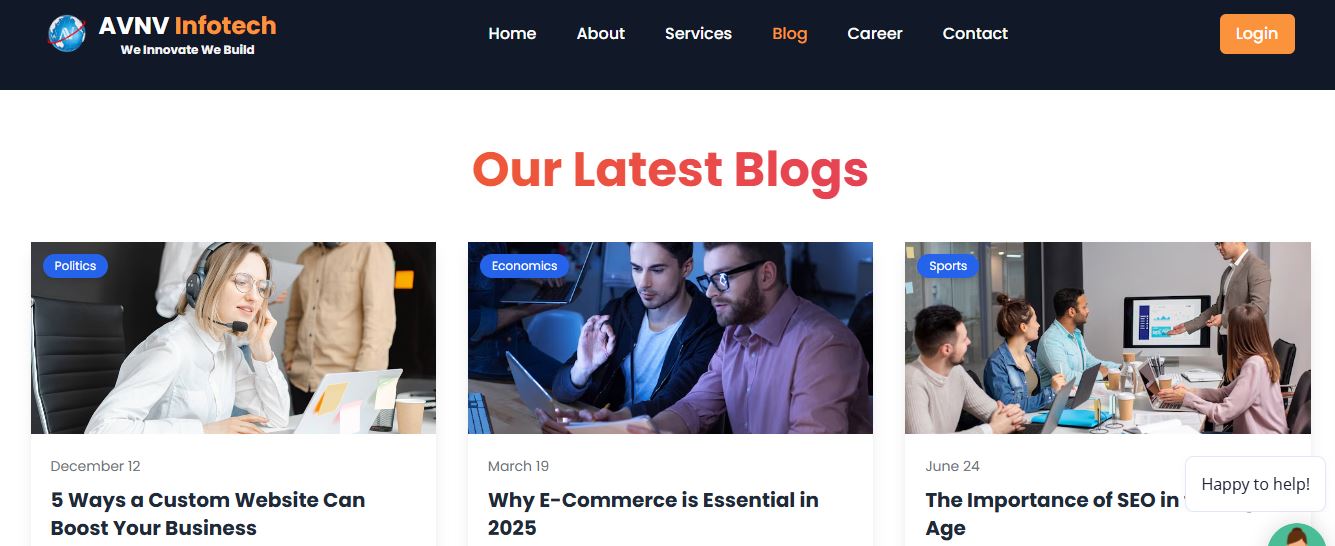 AVNV Infotech
We Innovate We Build
Home About Services Blog Career Contact Login
Our Latest Blogs
Politics
Economics
Sports
December 12
5 Ways a Custom Website Can
Boost Your Business
March 19
Why E-Commerce is Essential in
2025
June 24
The Importance of SEO in
Age
Happy to help!